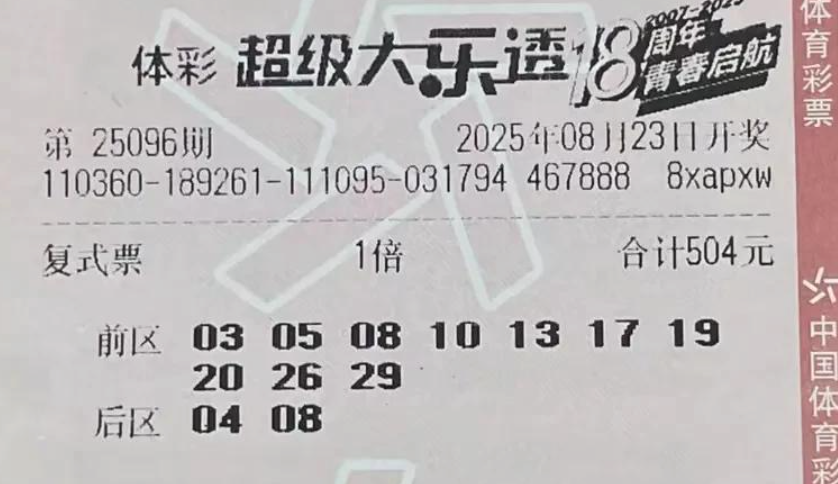 体彩 超级大乐透 18 周年 2007-2025
青春启航
第 25096期 2025年08月23日开奖
110360-189261-111095-031794 467888 8xapxw
复式票 1倍 合计504元
前区 03 05 08 10 13 17 19
20 26 29
后区 04 08
体育彩票
中国体育彩